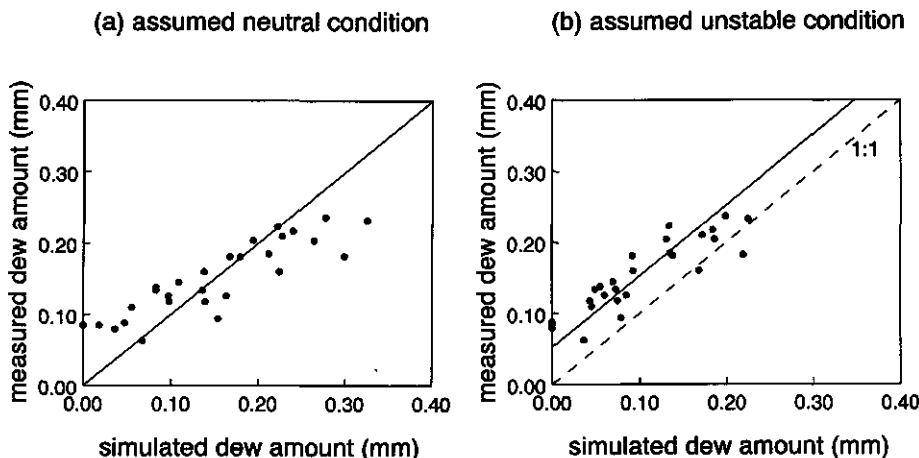 (a) assumed neutral condition
measured dew amount (mm)
0.40
0.30
0.20
0.10
0.00
0.00 0.10 0.20 0.30 0.40
simulated dew amount (mm)
(b) assumed unstable condition
measured dew amount (mm)
0.40
0.30
0.20
0.10
0.00
1:1
0.00 0.10 0.20 0.30 0.40
simulated dew amount (mm)